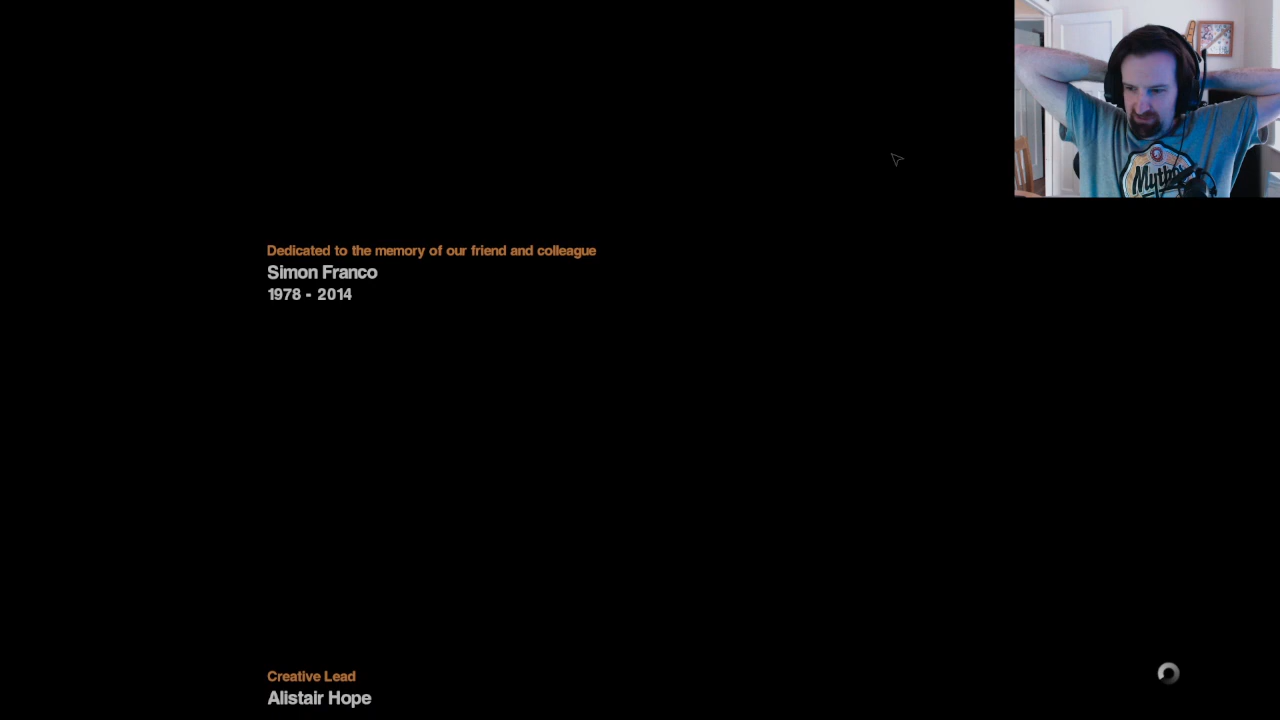 Dedicated to the memory of our friend and colleague
Simon Franco
1978 - 2014
Creative Lead
Alistair Hope